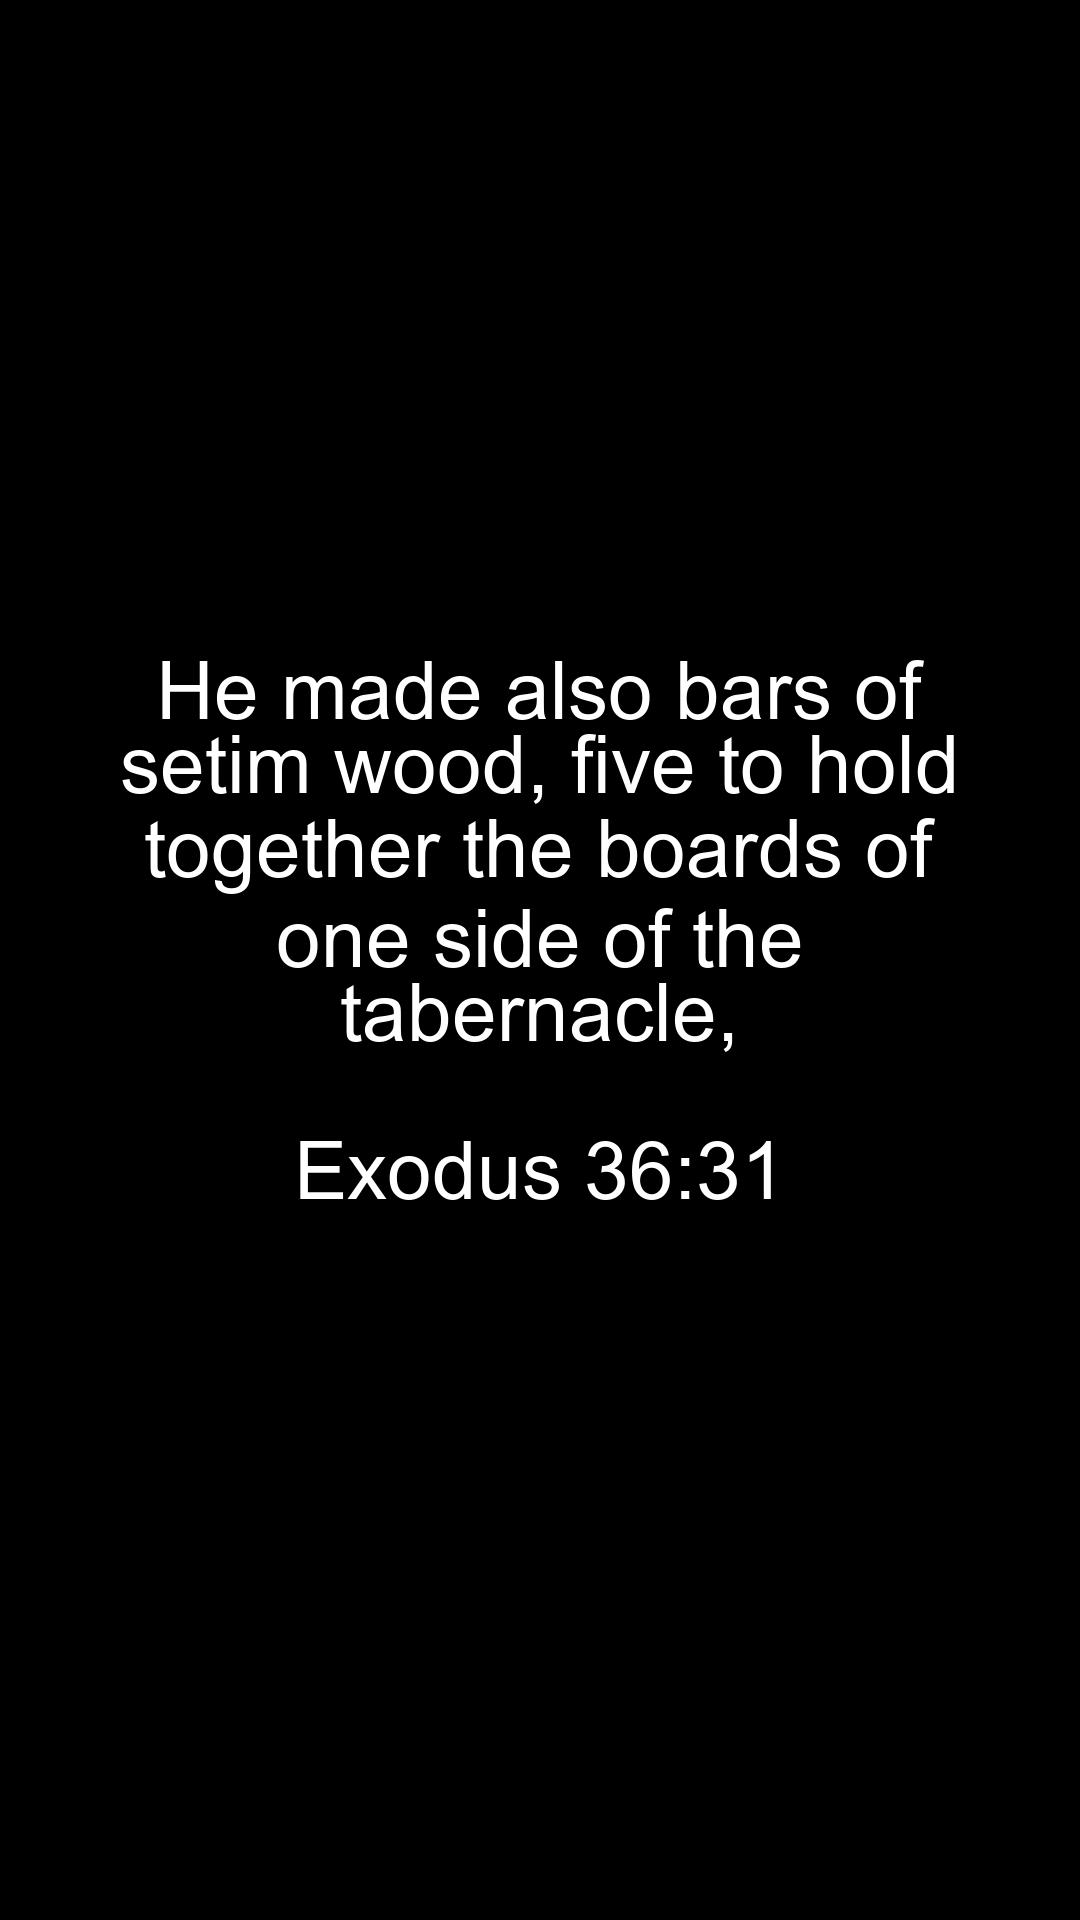 He made also bars of
setim wood, five to hold
together the boards of
one side of the
tabernacle,
Exodus 36:31